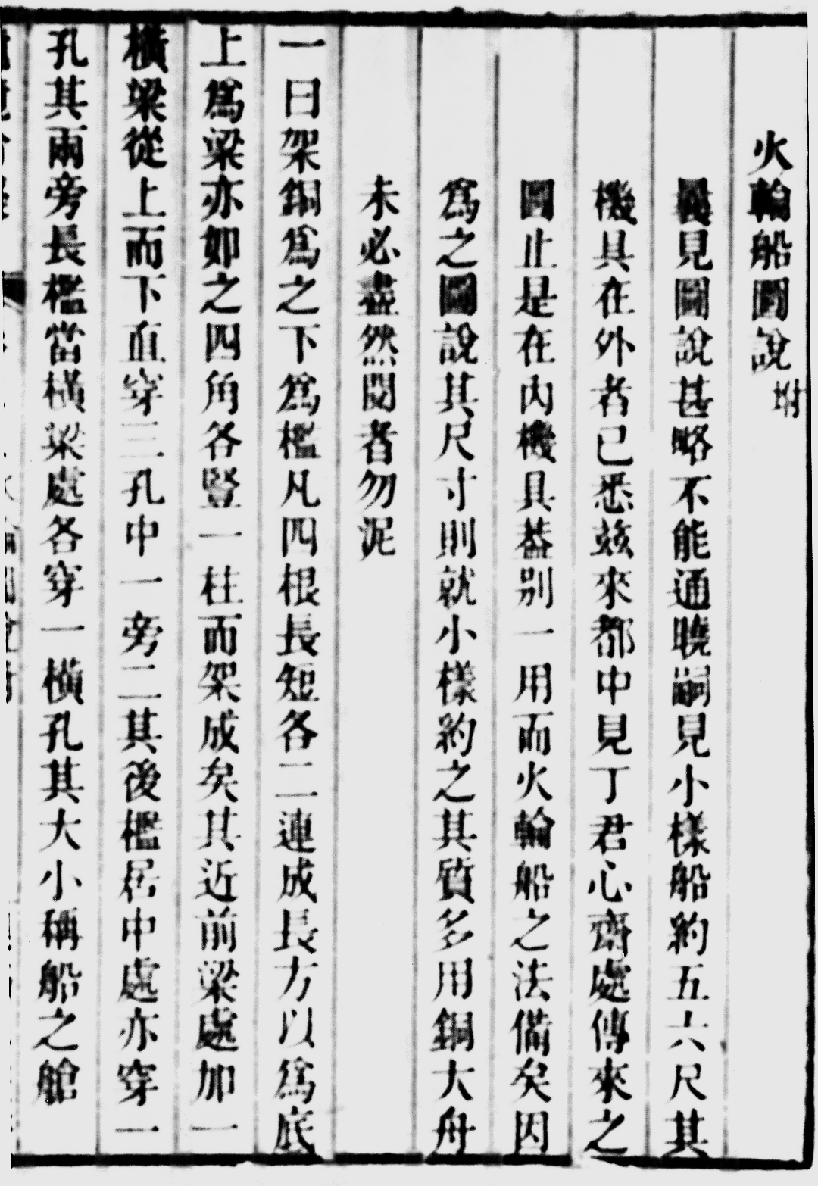 火輪船圖說附
曩見圖說甚略不能通曉嗣見小樣船約五六尺其
機具在外者已悉玆來都中見丁君心齋處傳來之
圖止是在內機具葢别一用而火輪船之法備矣因
爲之圖說其尺寸則就小樣約之其質多用銅大舟
未必盡然閱者勿泥
一曰架銅爲之下爲檻凡四根長短各二連成長方以爲底
上爲梁亦如之四角各豎一柱而架成矣其近前梁處加一
橫梁從上而下直穿三孔中一旁二其後檻居中處亦穿一
孔其兩旁長檻當橫梁處各穿一橫孔其大小稱船之艙